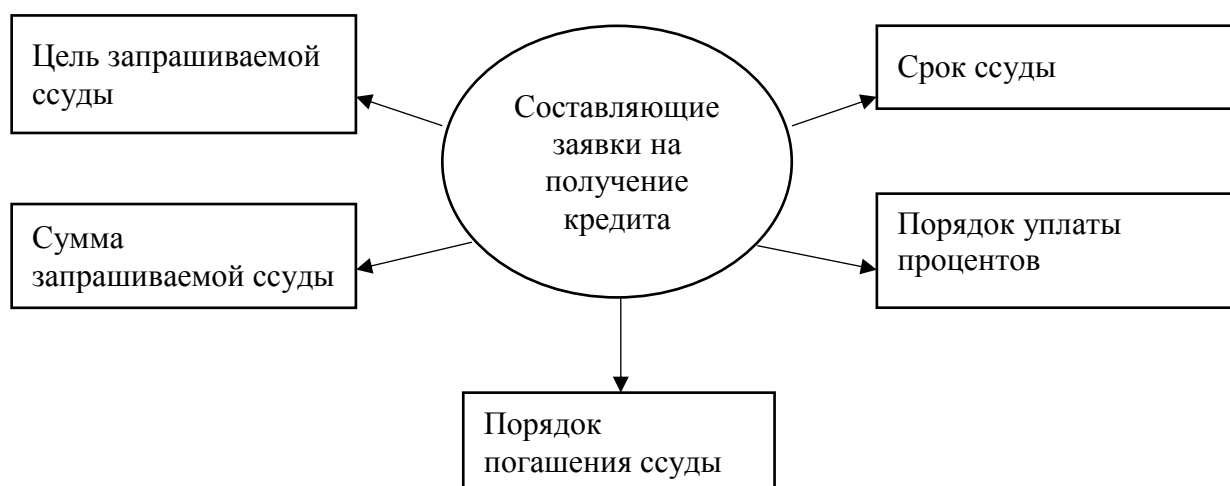 Цель запрашиваемой
ссуды
Составляющие
заявки на
получение
кредита
Срок ссуды
Сумма
запрашиваемой ссуды
Порядок уплаты
процентов
Порядок
погашения ссуды